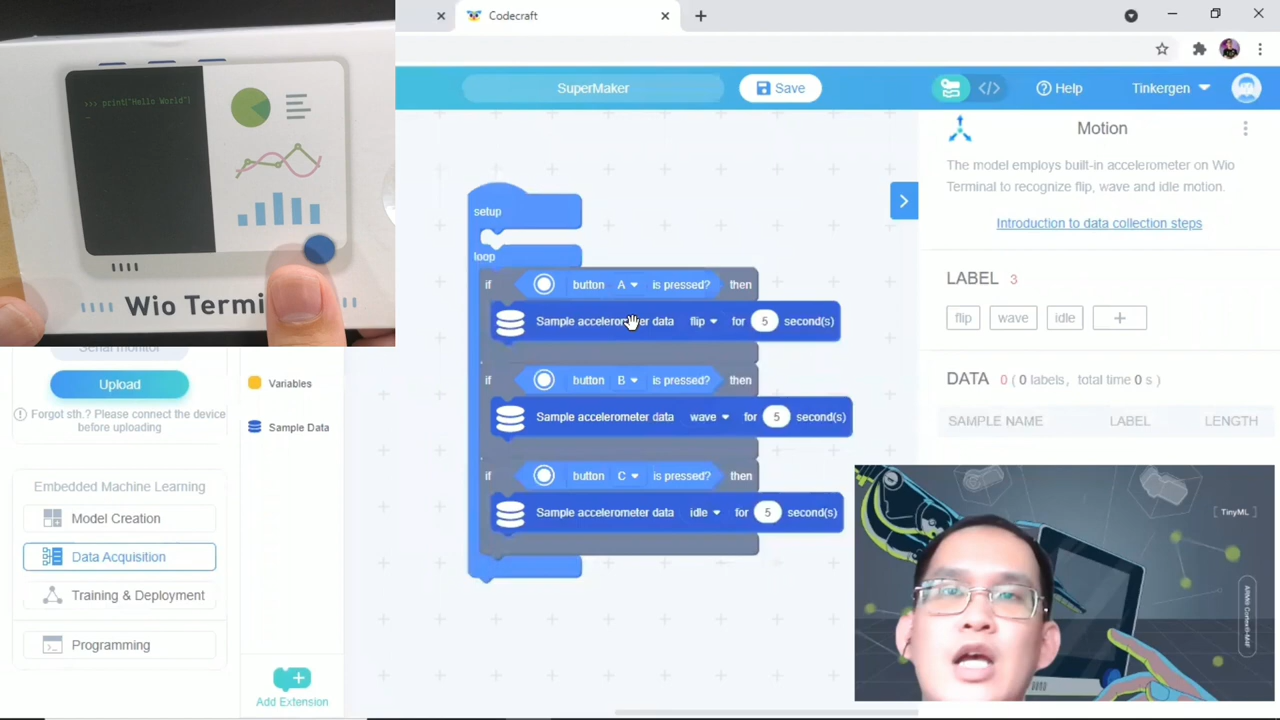 >>> print("Hello World")
Wio Termi
Codecraft
SuperMaker
Save
</>
Help
Tinkergen
Serial monitor
Upload
Forgot sth.? Please connect the device
before uploading
Embedded Machine Learning
Model Creation
Data Acquisition
Training & Deployment
Programming
Variables
Sample Data
Add Extension
setup
loop
if button A is pressed? then
Sample accelerometer data flip for 5 second(s)
if button B is pressed? then
Sample accelerometer data wave for 5 second(s)
if button C is pressed? then
Sample accelerometer data idle for 5 second(s)
Motion
The model employs built-in accelerometer on Wio
Terminal to recognize flip, wave and idle motion.
Introduction to data collection steps
LABEL 3
flip wave idle +
DATA 0 ( 0 labels, total time 0 s )
SAMPLE NAME LABEL LENGTH
[ TinyML ]